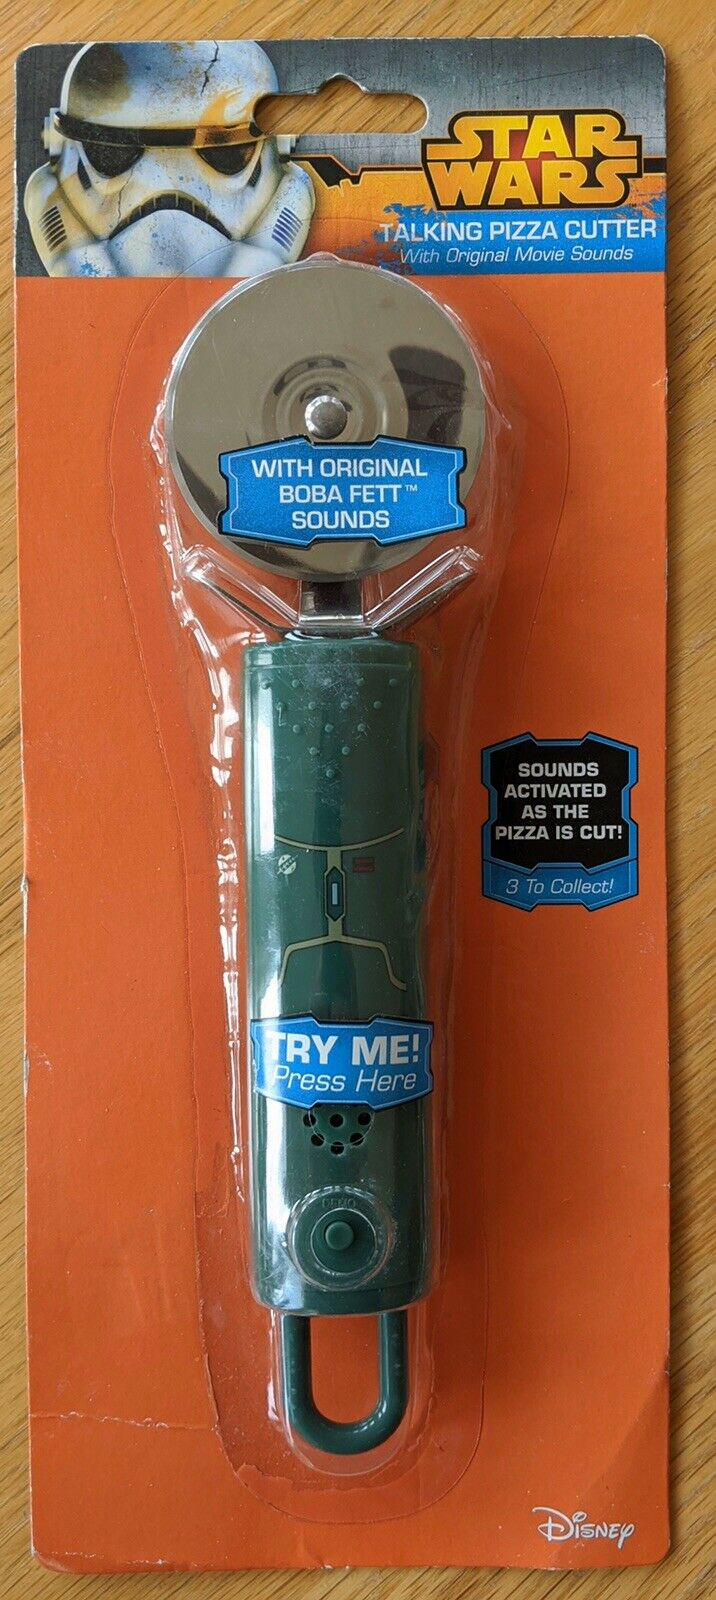 STAR
WARS
TALKING PIZZA CUTTER
With Original Movie Sounds
WITH ORIGINAL
BOBA FETT™
SOUNDS
SOUNDS
ACTIVATED
AS THE
PIZZA IS CUT!
3 To Collect!
TRY ME!
Press Here
DEMO
DISNEY